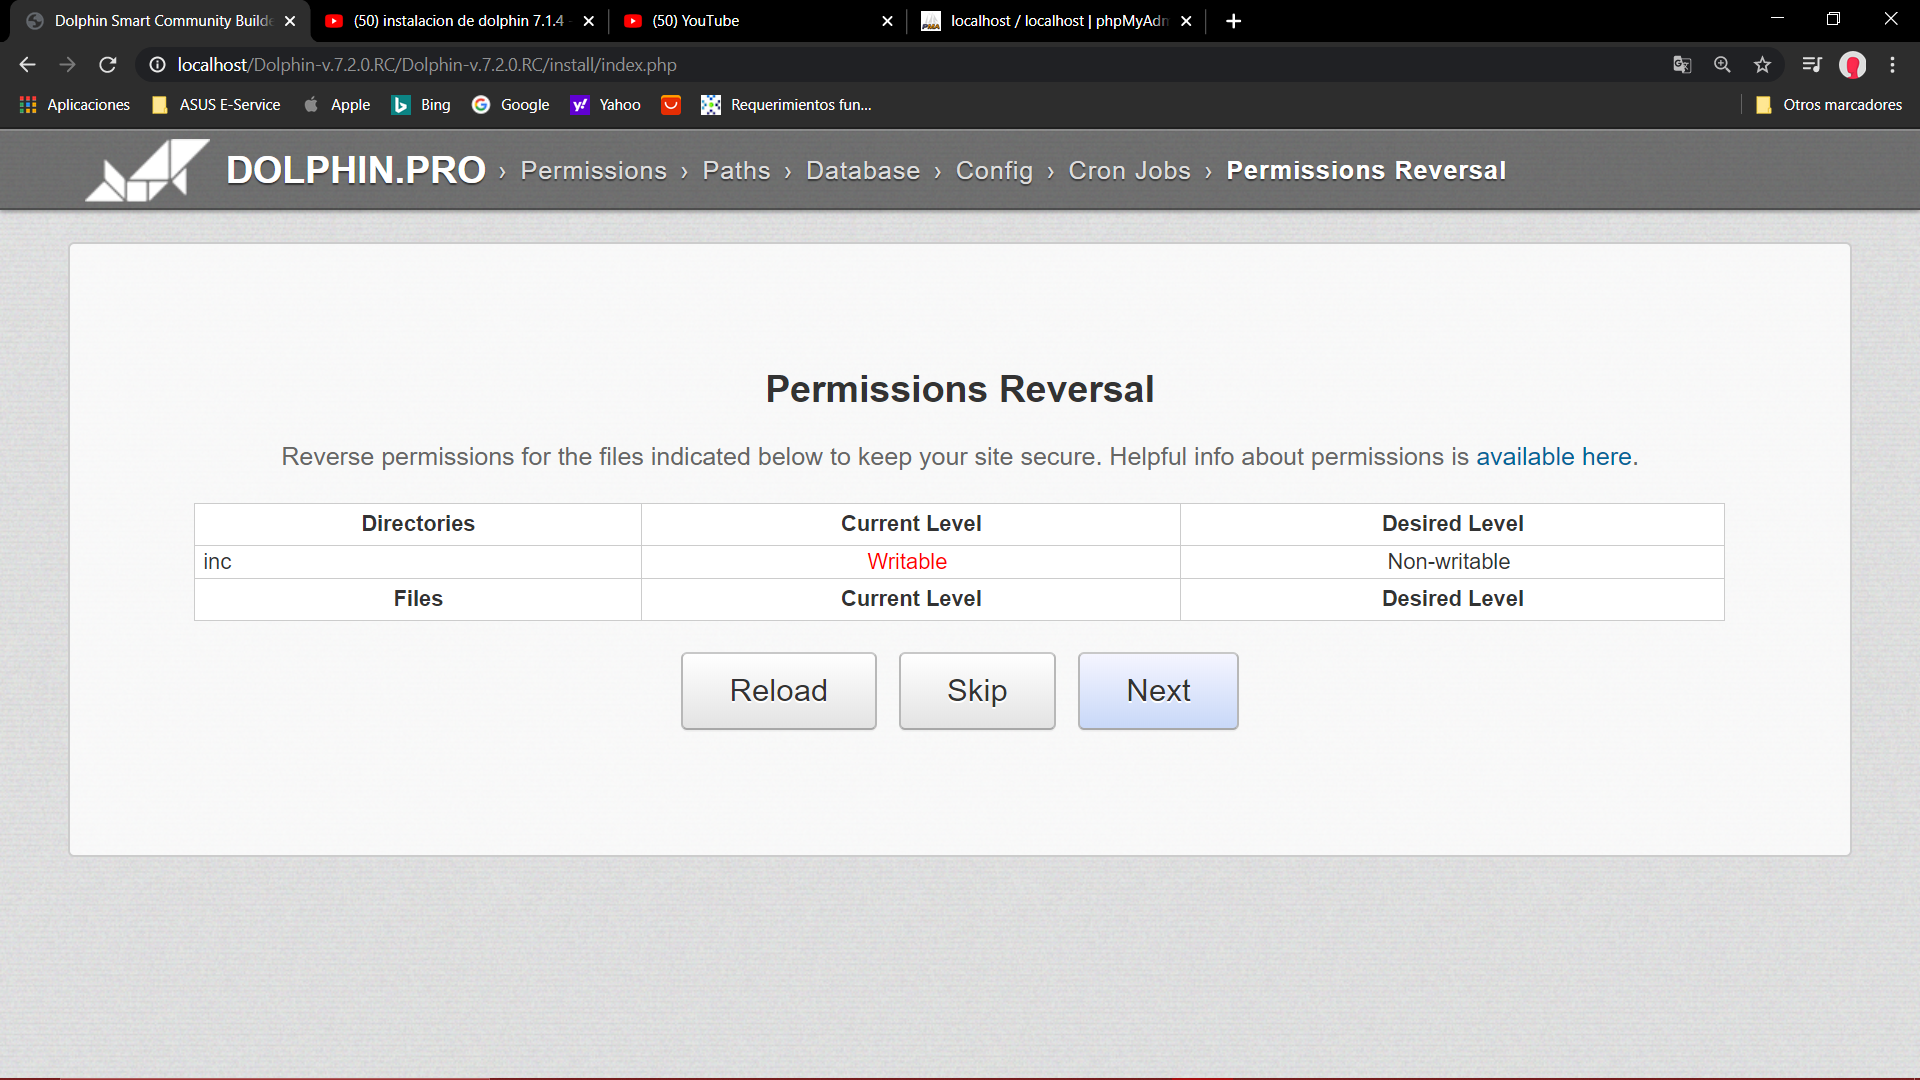 Dolphin Smart Community Builde
(50) instalacion de dolphin 7.1.4 -
(50) YouTube
localhost / localhost | phpMyAdm
localhost/Dolphin-v.7.2.0.RC/Dolphin-v.7.2.0.RC/install/index.php
Aplicaciones ASUS E-Service Apple Bing Google Yahoo Requerimientos fun... Otros marcadores
DOLPHIN.PRO › Permissions › Paths › Database › Config › Cron Jobs › Permissions Reversal
Permissions Reversal
Reverse permissions for the files indicated below to keep your site secure. Helpful info about permissions is available here.
Directories Current Level Desired Level
inc Writable Non-writable
Files Current Level Desired Level
Reload Skip Next